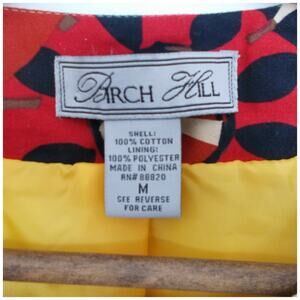 BIRCH HILL
SHELL:
100% COTTON
LINING:
100% POLYESTER
MADE IN CHINA
RN# 88820
M
SEE REVERSE
FOR CARE